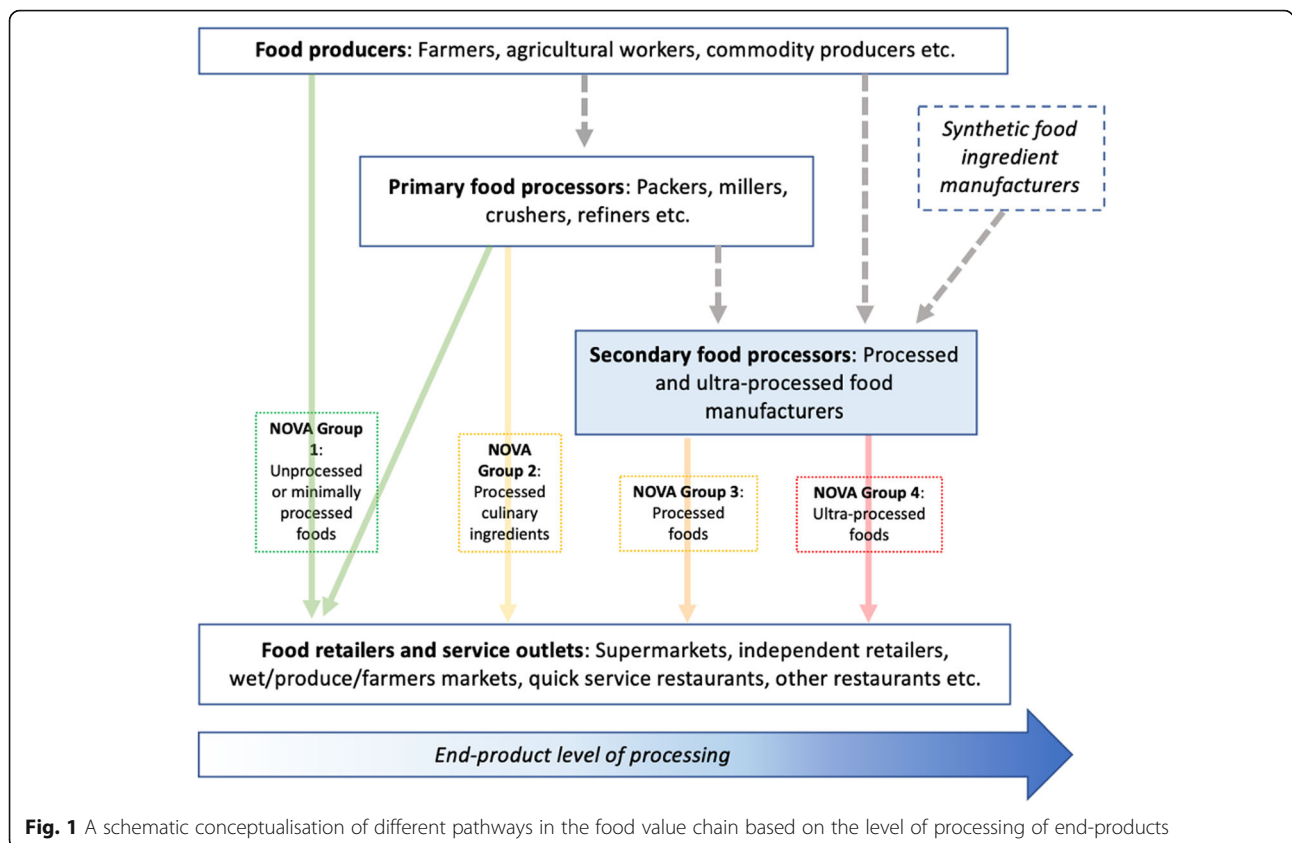 Food producers: Farmers, agricultural workers, commodity producers etc.
Synthetic food
ingredient
manufacturers
Primary food processors: Packers, millers,
crushers, refiners etc.
Secondary food processors: Processed
and ultra-processed food
manufacturers
NOVA Group
1:
Unprocessed
or minimally
processed
foods
NOVA
Group 2:
Processed
culinary
ingredients
NOVA Group 3:
Processed
foods
NOVA Group 4:
Ultra-processed
foods
Food retailers and service outlets: Supermarkets, independent retailers,
wet/produce/farmers markets, quick service restaurants, other restaurants etc.
End-product level of processing
Fig. 1 A schematic conceptualisation of different pathways in the food value chain based on the level of processing of end-products